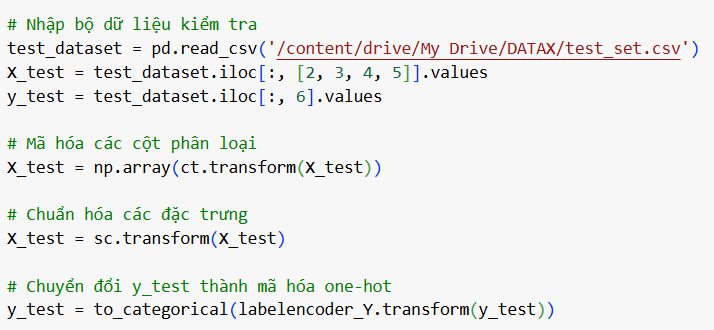 # Nhập bộ dữ liệu kiểm tra
test_dataset = pd.read_csv('/content/drive/My Drive/DATAX/test_set.csv')
X_test = test_dataset.iloc[:, [2, 3, 4, 5]].values
y_test = test_dataset.iloc[:, 6].values
# Mã hóa các cột phân loại
X_test = np.array(ct.transform(X_test))
# Chuẩn hóa các đặc trưng
X_test = sc.transform(X_test)
# Chuyển đổi y_test thành mã hóa one-hot
y_test = to_categorical(labelencoder_Y.transform(y_test))